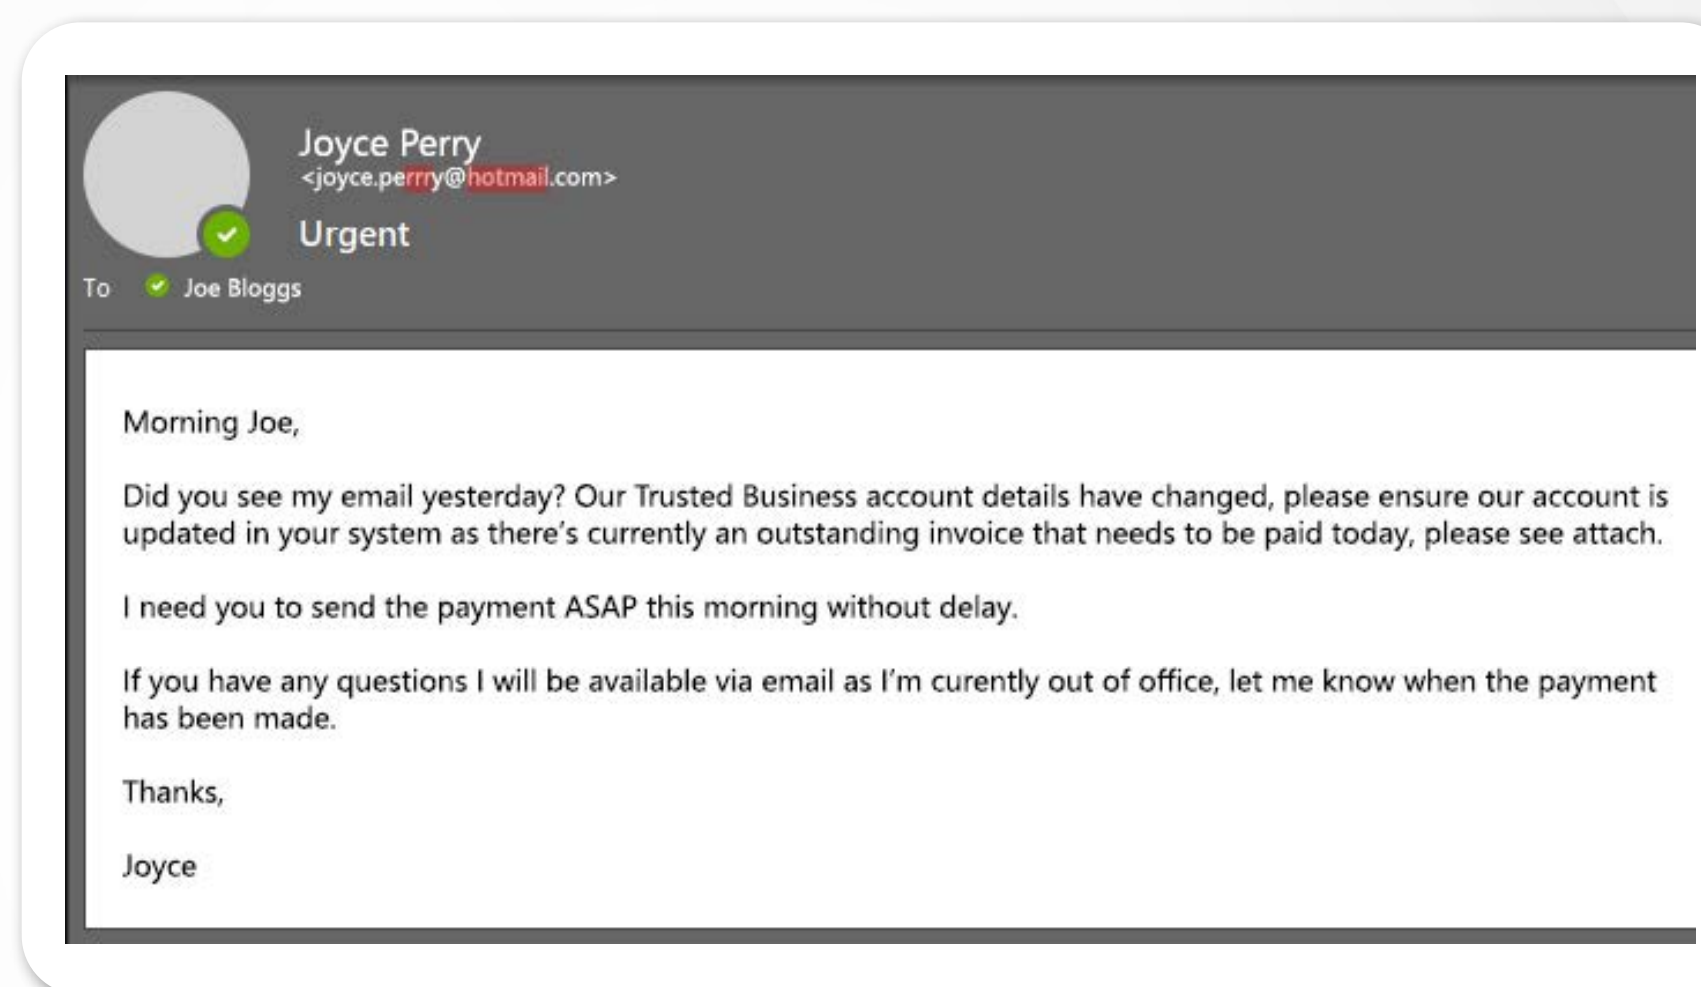 Joyce Perry
<joyce.perrry@hotmail.com>
Urgent
To Joe Bloggs
Morning Joe,
Did you see my email yesterday? Our Trusted Business account details have changed, please ensure our account is
updated in your system as there's currently an outstanding invoice that needs to be paid today, please see attach.
I need you to send the payment ASAP this morning without delay.
If you have any questions I will be available via email as I'm curently out of office, let me know when the payment
has been made.
Thanks,
Joyce